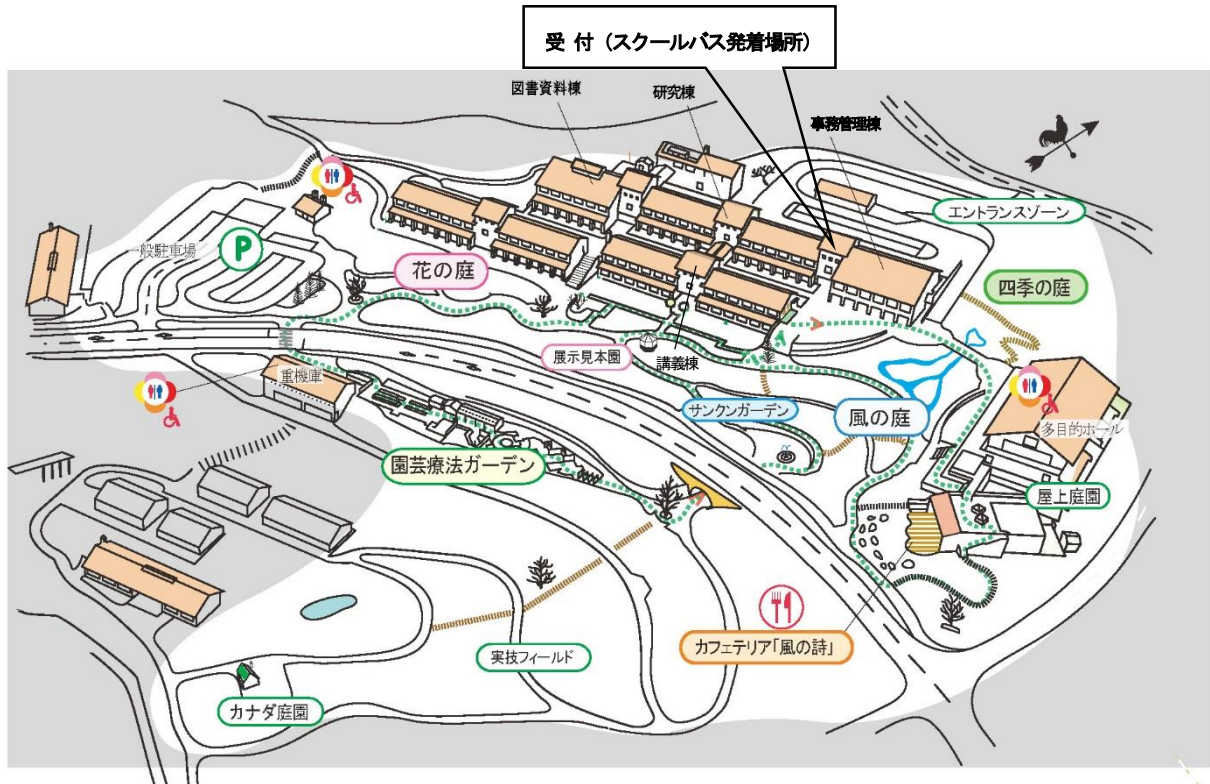 受 付（スクールバス発着場所）
図書資料棟
研究棟
事務管理棟
エントランスゾーン
一般駐車場
P
花の庭
四季の庭
展示見本園
講義棟
重機庫
サンクンガーデン
風の庭
多目的ホール
園芸療法ガーデン
屋上庭園
カフェテリア「風の詩」
実技フィールド
カナダ庭園